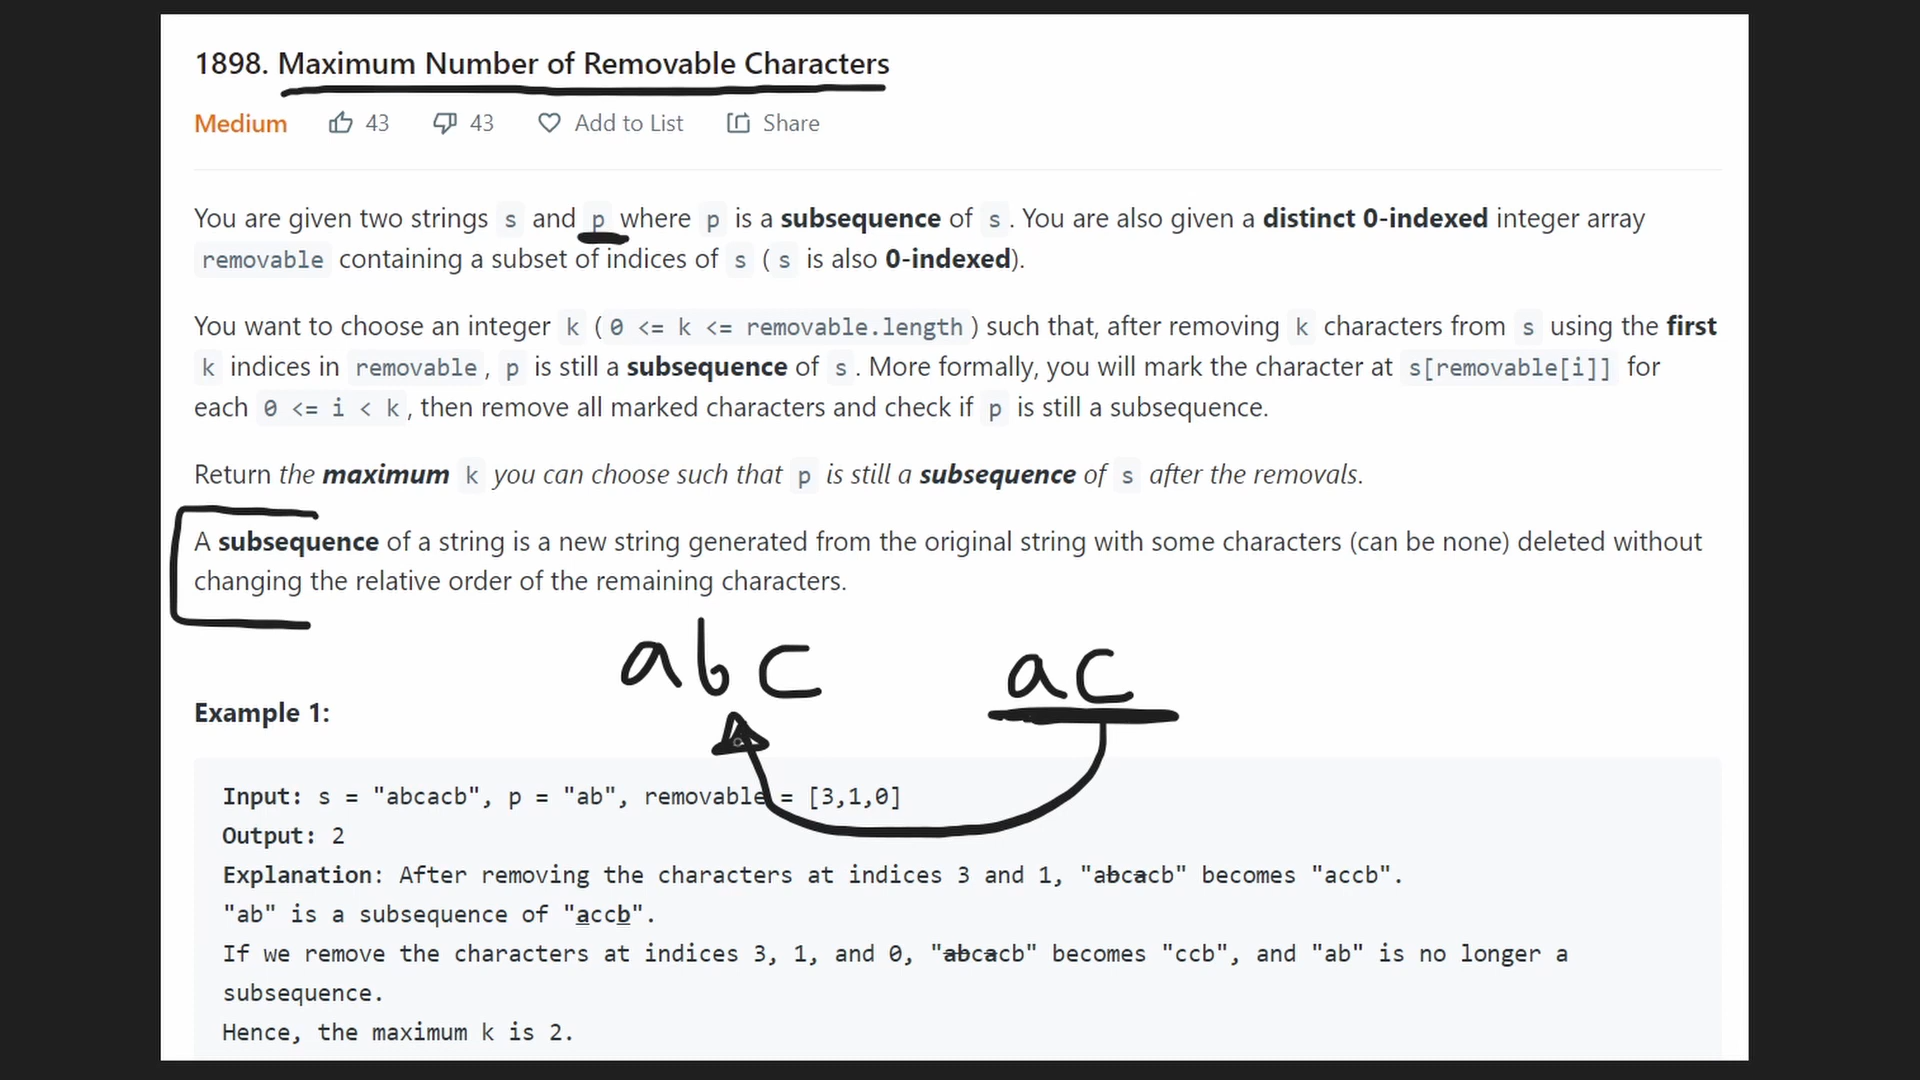 1898. Maximum Number of Removable Characters
Medium 43 43 Add to List Share
You are given two strings s and p where p is a subsequence of s. You are also given a distinct 0-indexed integer array
removable containing a subset of indices of s (s is also 0-indexed).
You want to choose an integer k (0 <= k <= removable.length) such that, after removing k characters from s using the first
k indices in removable, p is still a subsequence of s. More formally, you will mark the character at s[removable[i]] for
each 0 <= i < k, then remove all marked characters and check if p is still a subsequence.
Return the maximum k you can choose such that p is still a subsequence of s after the removals.
A subsequence of a string is a new string generated from the original string with some characters (can be none) deleted without
changing the relative order of the remaining characters.
abc ac
Example 1:
Input: s = "abcacb", p = "ab", removable = [3,1,0]
Output: 2
Explanation: After removing the characters at indices 3 and 1, "abcacb" becomes "accb".
"ab" is a subsequence of "accb".
If we remove the characters at indices 3, 1, and 0, "abcacb" becomes "ccb", and "ab" is no longer a
subsequence.
Hence, the maximum k is 2.